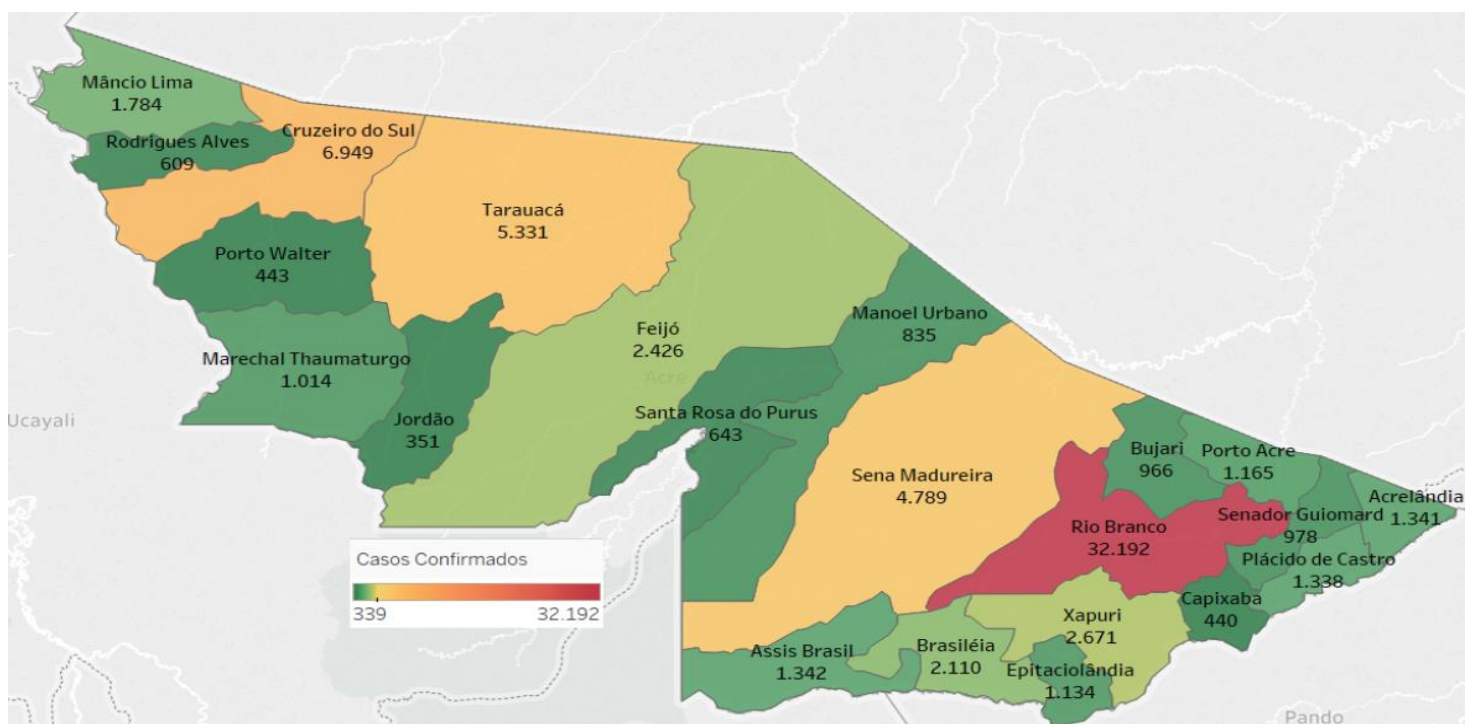 Mâncio Lima
1.784
Rodrigues Alves
609
Cruzeiro do Sul
6.949
Tarauacá
5.331
Porto Walter
443
Marechal Thaumaturgo
1.014
Jordão
351
Feijó
2.426
Acre
Manoel Urbano
835
Santa Rosa do Purus
643
Ucayali
Sena Madureira
4.789
Bujari
966
Porto Acre
1.165
Acrelândia
1.341
Rio Branco
32.192
Senador Guiomard
978
Plácido de Castro
1.338
Capixaba
440
Xapuri
2.671
Assis Brasil
1.342
Brasiléia
2.110
Epitaciolândia
1.134
Pando
Casos Confirmados
339 32.192